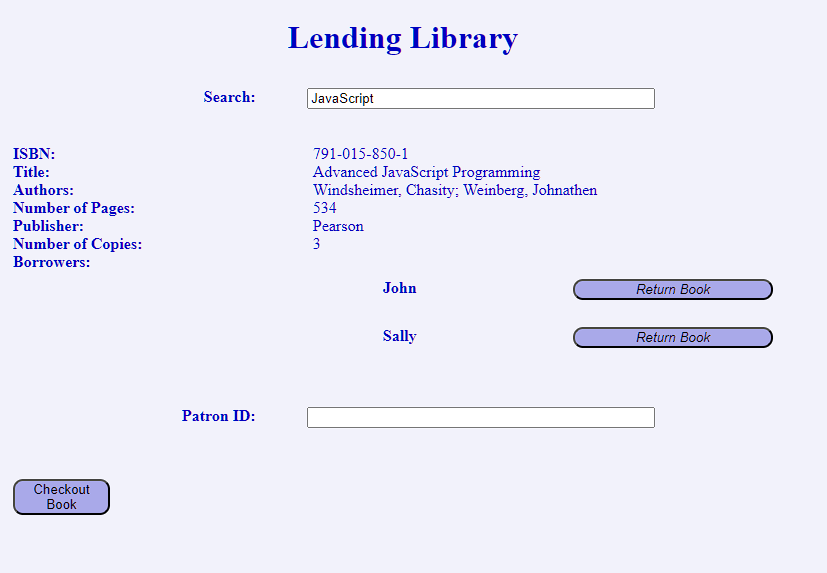 Lending Library
Search: JavaScript
ISBN: 791-015-850-1
Title: Advanced JavaScript Programming
Authors: Windsheimer, Chasity; Weinberg, Johnathen
Number of Pages: 534
Publisher: Pearson
Number of Copies: 3
Borrowers:
John Return Book
Sally Return Book
Patron ID:
Checkout
Book